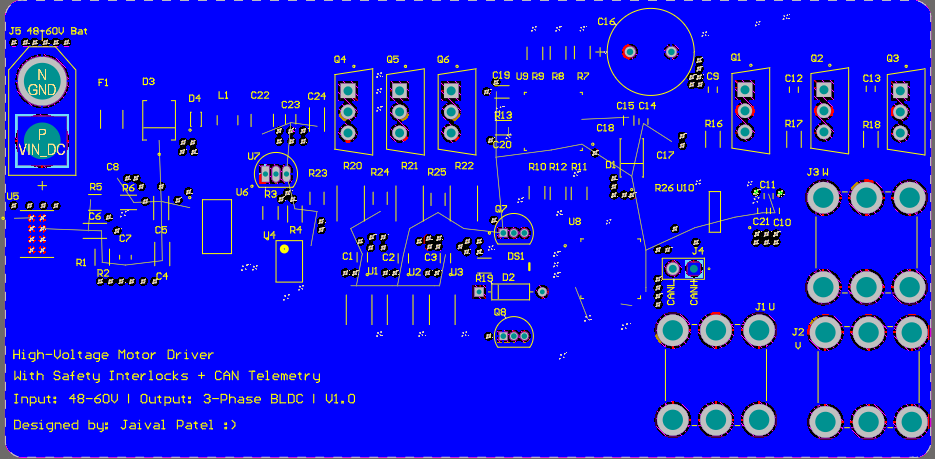 J5 48-60V Bat
C16
Q4 Q5 Q6
Q1 Q2 Q3
N
GND
F1 D3 D4 L1 C22 C23 C24
C19 U9 R9 R8 R7
C9 C12 C13
R13
C15 C14
C18
R16 R17 R18
P
VIN_DC
C20
C17
U7
C8
R20 R24 R21 R25 R22
R23
R10 R12 R11
D1
J3 W
U5
R5 R6
U6
R3
R26 U10
C11
C6
C7
C5
R4
U4
Q7
U8
C21 C10
R1
R2
C4
C1 C2 C3
U1 U2 U3
DS1
R19 D2
J4
CAN-
CAN+
Q8
J1 U
J2
V
High-Voltage Motor Driver
With Safety Interlocks + CAN Telemetry
Input: 48-60V | Output: 3-Phase BLDC | V1.0
Designed by: Jaival Patel :)